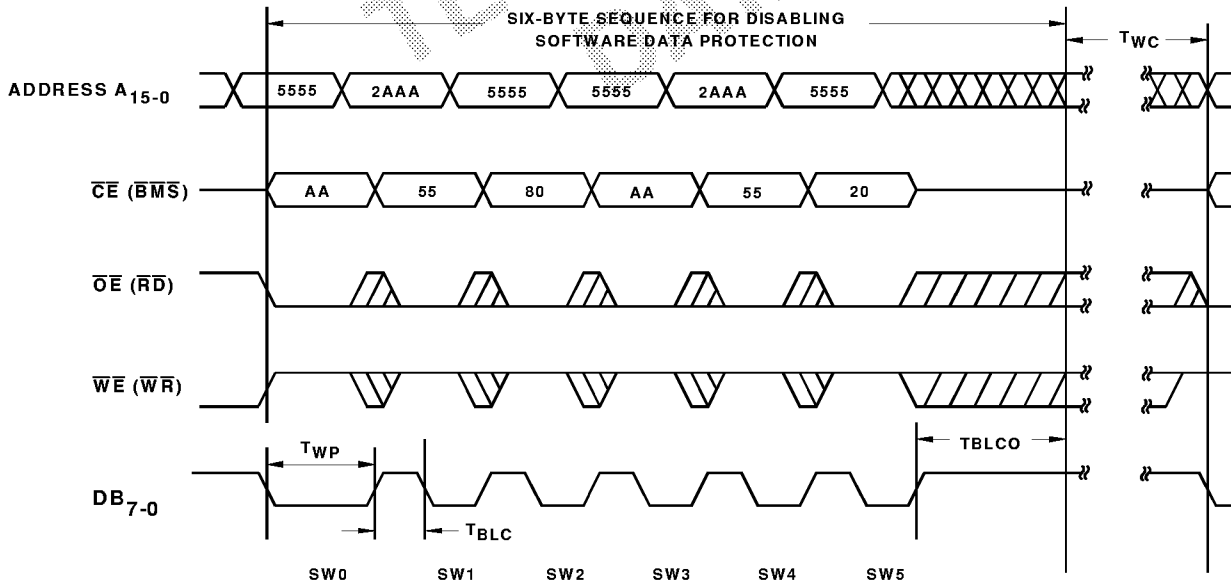 SIX-BYTE SEQUENCE FOR DISABLING
SOFTWARE DATA PROTECTION
TWC
ADDRESS A15-0
5555 2AAA 5555 5555 2AAA 5555
CE (BMS)
AA 55 80 AA 55 20
OE (RD)
WE (WR)
TWP
TBLCO
DB7-0
TBLC
SW0 SW1 SW2 SW3 SW4 SW5